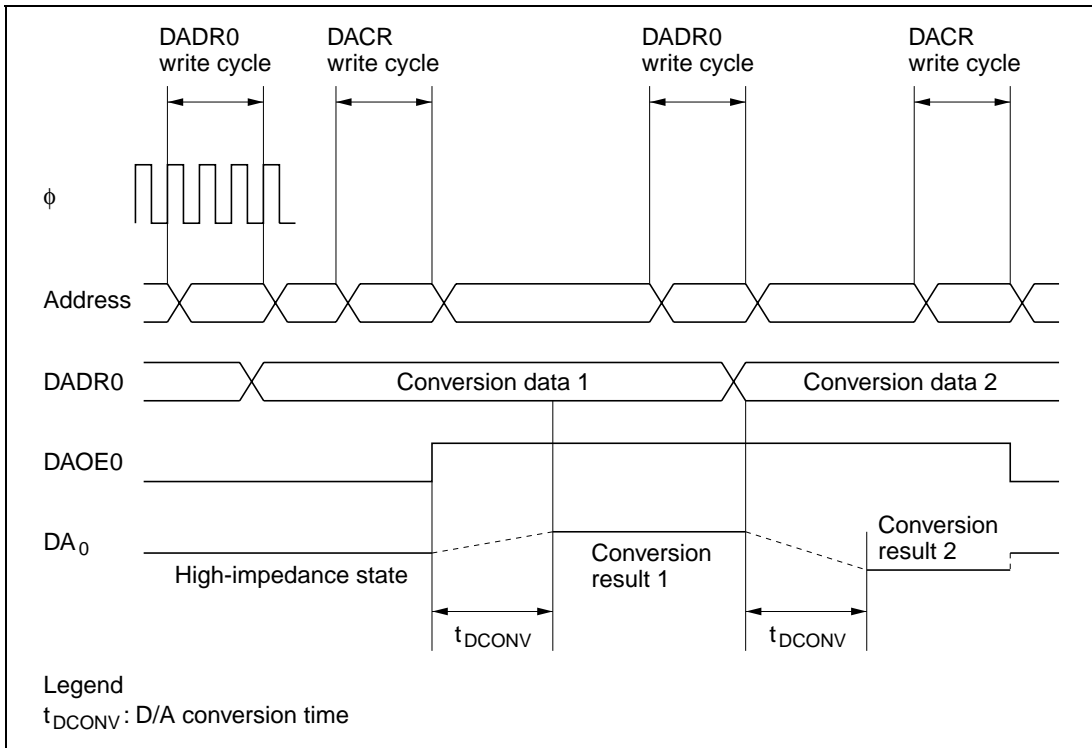 DADR0 write cycle
DACR write cycle
DADR0 write cycle
DACR write cycle
ϕ
Address
DADR0
Conversion data 1
Conversion data 2
DAOE0
DA0
High-impedance state
Conversion result 1
Conversion result 2
tDCONV
tDCONV
Legend
tDCONV : D/A conversion time